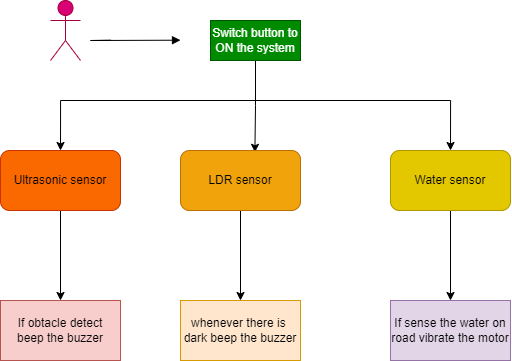 Switch button to
ON the system
Ultrasonic sensor
LDR sensor
Water sensor
If obtacle detect
beep the buzzer
whenever there is
dark beep the buzzer
If sense the water on
road vibrate the motor